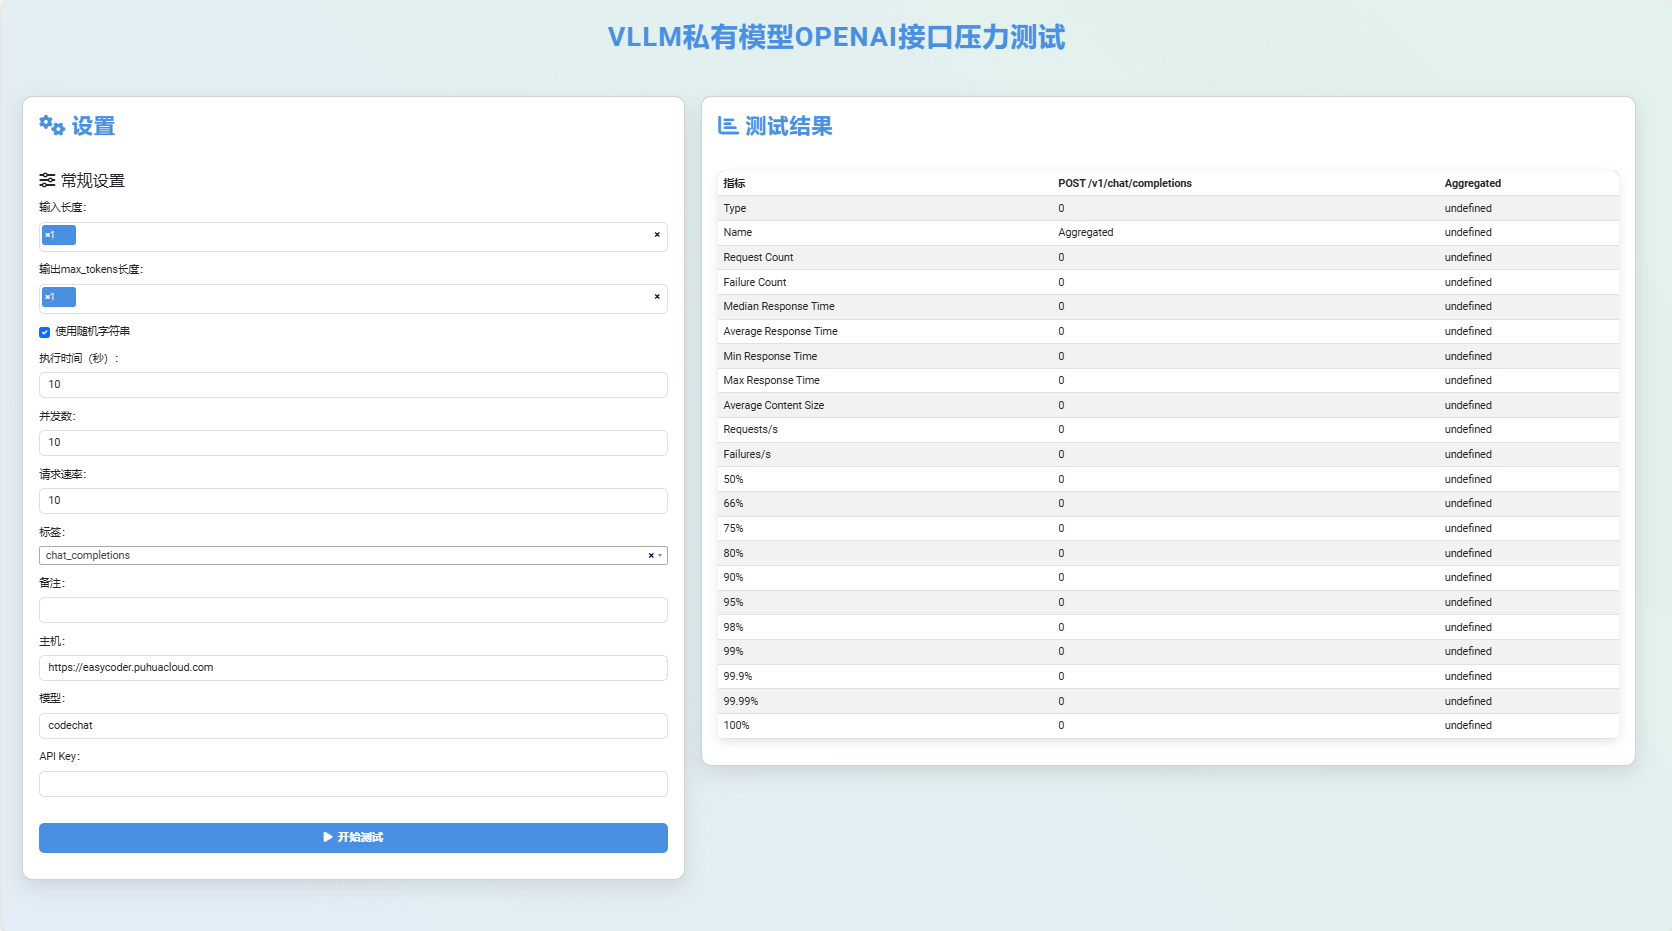 VLLM私有模型OPENAI接口压力测试
设置
常规设置
输入长度：
×1
×
输出max_tokens长度：
×1
×
使用随机字符串
执行时间（秒）：
10
并发数：
10
请求速率：
10
标签：
chat_completions
×
备注：
主机：
https://easycoder.puhuacloud.com
模型：
codechat
API Key：
开始测试
测试结果
指标 POST /v1/chat/completions Aggregated
Type 0 undefined
Name Aggregated undefined
Request Count 0 undefined
Failure Count 0 undefined
Median Response Time 0 undefined
Average Response Time 0 undefined
Min Response Time 0 undefined
Max Response Time 0 undefined
Average Content Size 0 undefined
Requests/s 0 undefined
Failures/s 0 undefined
50% 0 undefined
66% 0 undefined
75% 0 undefined
80% 0 undefined
90% 0 undefined
95% 0 undefined
98% 0 undefined
99% 0 undefined
99.9% 0 undefined
99.99% 0 undefined
100% 0 undefined